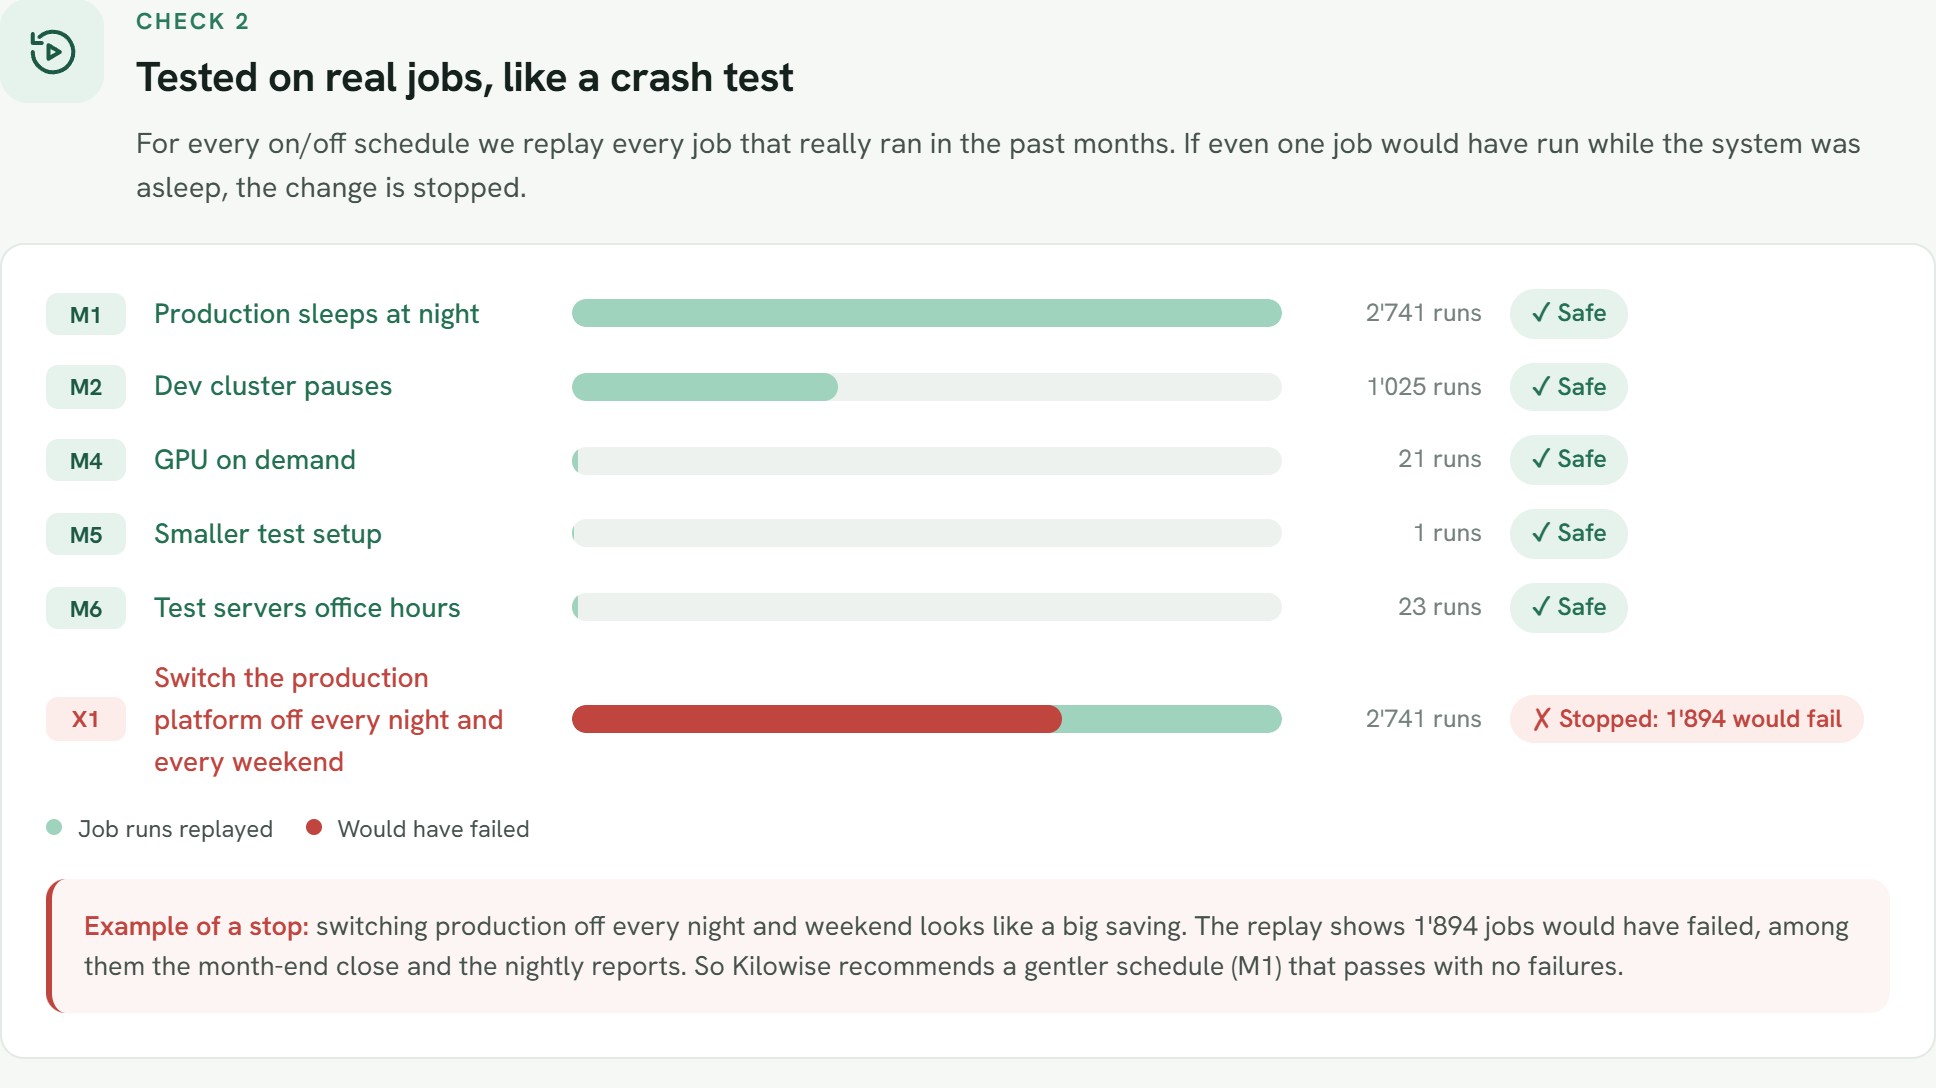 CHECK 2
Tested on real jobs, like a crash test
For every on/off schedule we replay every job that really ran in the past months. If even one job would have run while the system was
asleep, the change is stopped.
M1 Production sleeps at night 2'741 runs ✓ Safe
M2 Dev cluster pauses 1'025 runs ✓ Safe
M4 GPU on demand 21 runs ✓ Safe
M5 Smaller test setup 1 runs ✓ Safe
M6 Test servers office hours 23 runs ✓ Safe
Switch the production
X1 platform off every night and 2'741 runs ✗ Stopped: 1'894 would fail
every weekend
Job runs replayed Would have failed
Example of a stop: switching production off every night and weekend looks like a big saving. The replay shows 1'894 jobs would have failed, among
them the month-end close and the nightly reports. So Kilowise recommends a gentler schedule (M1) that passes with no failures.